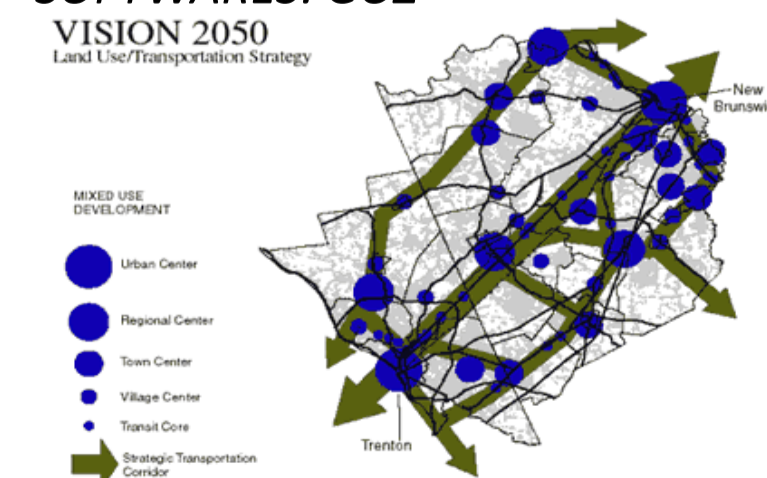 VISION 2050
Land Use/Transportation Strategy
New
Brunswi
MIXED USE
DEVELOPMENT
Urban Center
Regional Center
Town Center
Village Center
Transit Core
Strategic Transportation
Corridor
Trenton